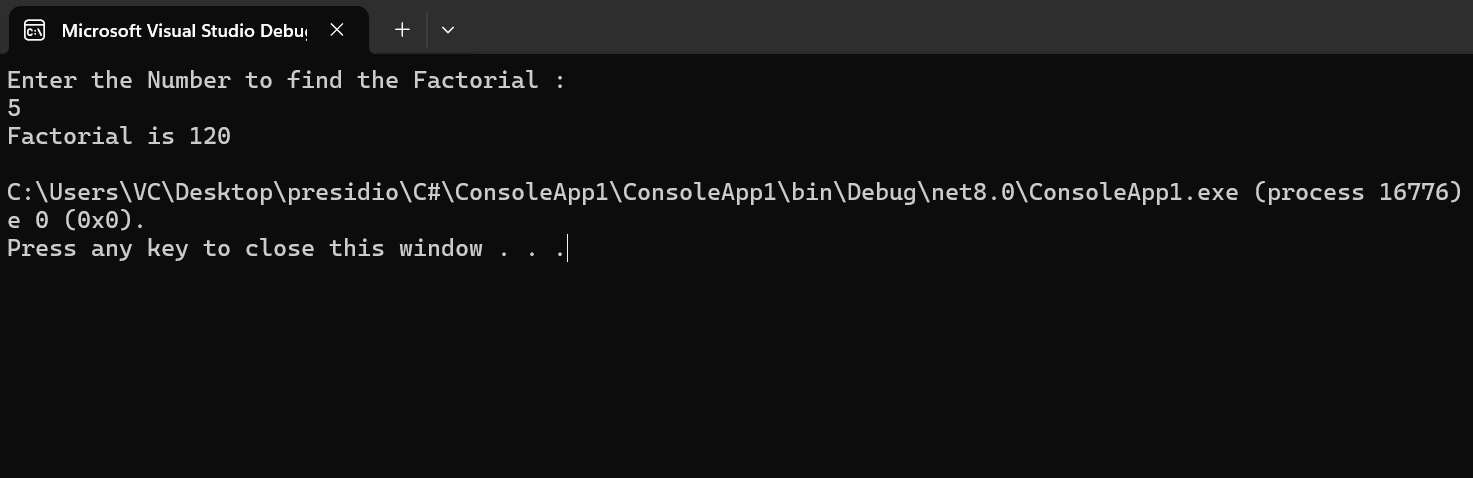 Microsoft Visual Studio Debu
Enter the Number to find the Factorial :
5
Factorial is 120
C:\Users\VC\Desktop\presidio\C#\ConsoleApp1\ConsoleApp1\bin\Debug\net8.0\ConsoleApp1.exe (process 16776)
e 0 (0x0).
Press any key to close this window . . .